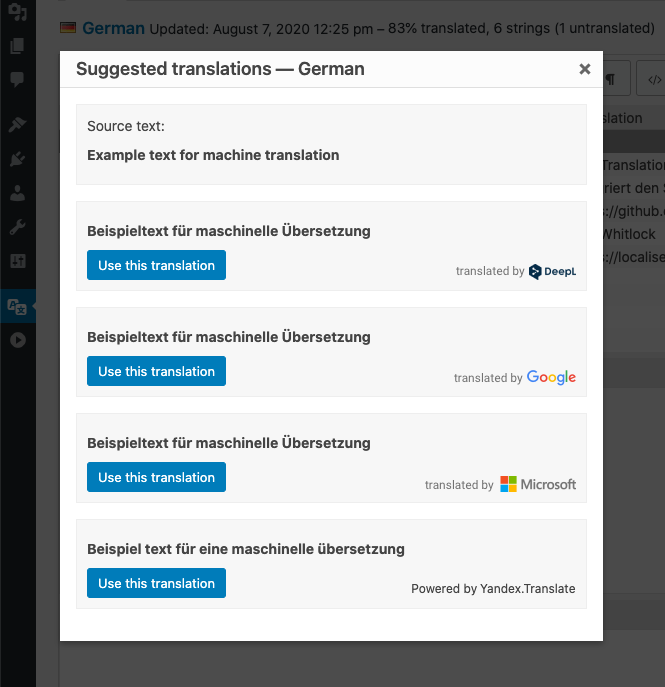 German Updated: August 7, 2020 12:25 pm – 83% translated, 6 strings (1 untranslated)
Suggested translations — German
Source text:
Example text for machine translation
Beispieltext für maschinelle Übersetzung
Use this translation
translated by DeepL
Beispieltext für maschinelle Übersetzung
Use this translation
translated by Google
Beispieltext für maschinelle Übersetzung
Use this translation
translated by Microsoft
Beispiel text für eine maschinelle übersetzung
Use this translation
Powered by Yandex.Translate
¶ </>
slation
Translation
riert den
s://github.
Whitlock
s://localise